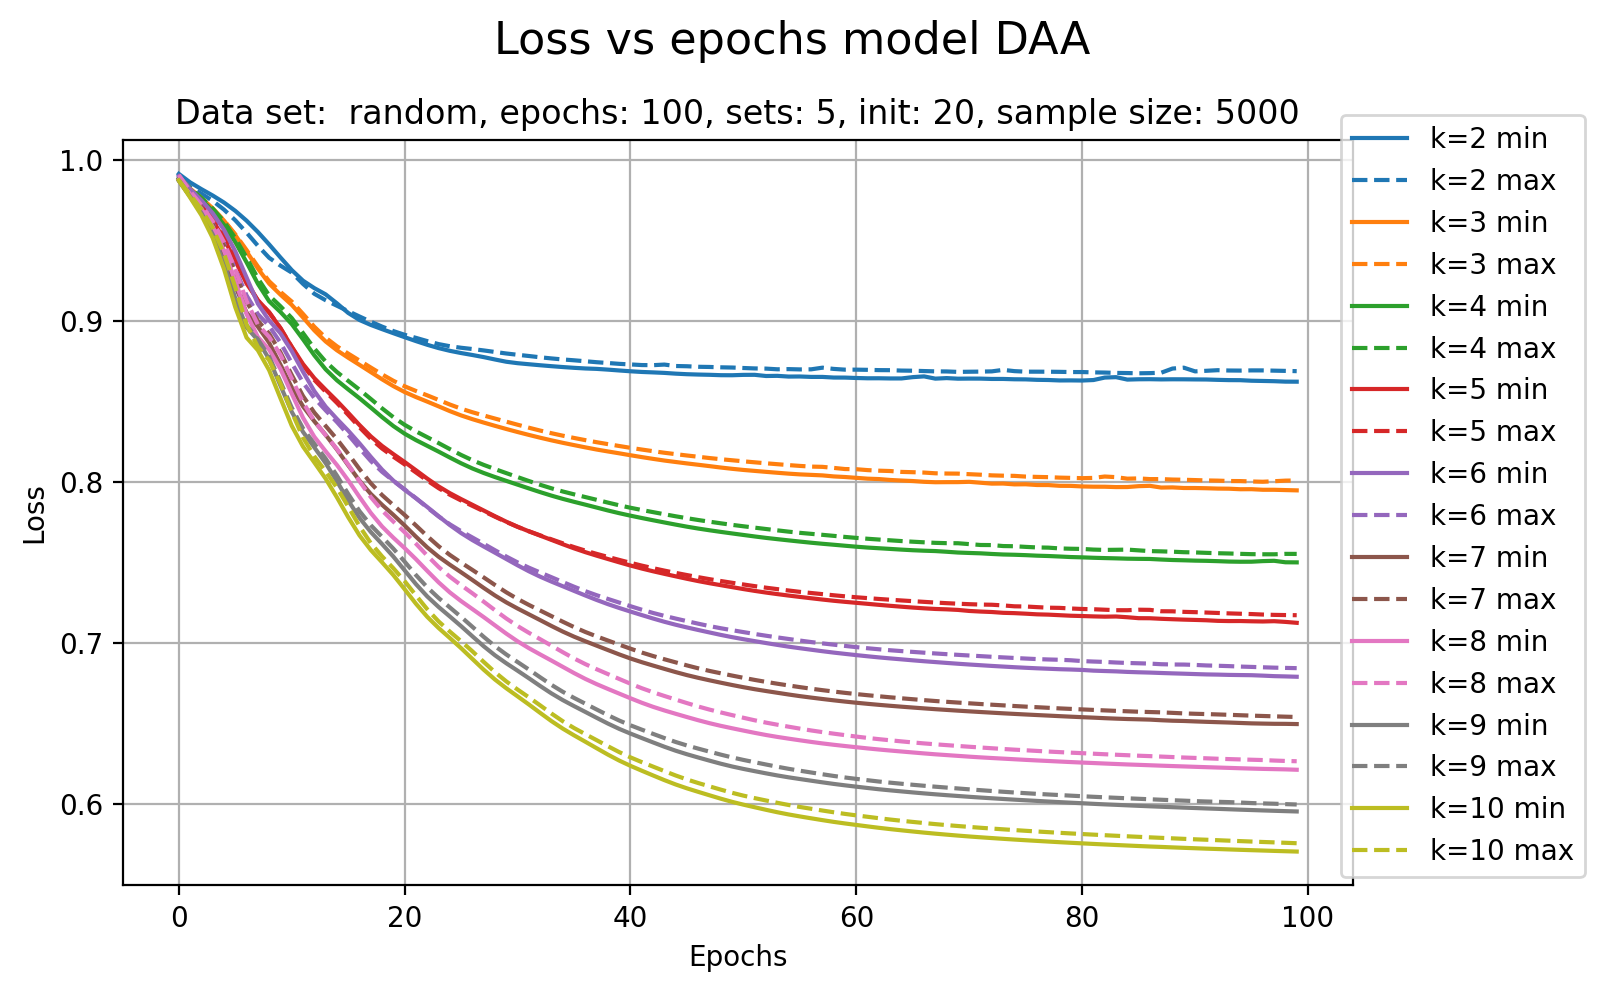 Loss vs epochs model DAA
Data set:  random, epochs: 100, sets: 5, init: 20, sample size: 5000
1.0
0.9
0.8
0.7
0.6
Loss
0
20
40
60
80
100
Epochs
k=2 min
k=2 max
k=3 min
k=3 max
k=4 min
k=4 max
k=5 min
k=5 max
k=6 min
k=6 max
k=7 min
k=7 max
k=8 min
k=8 max
k=9 min
k=9 max
k=10 min
k=10 max